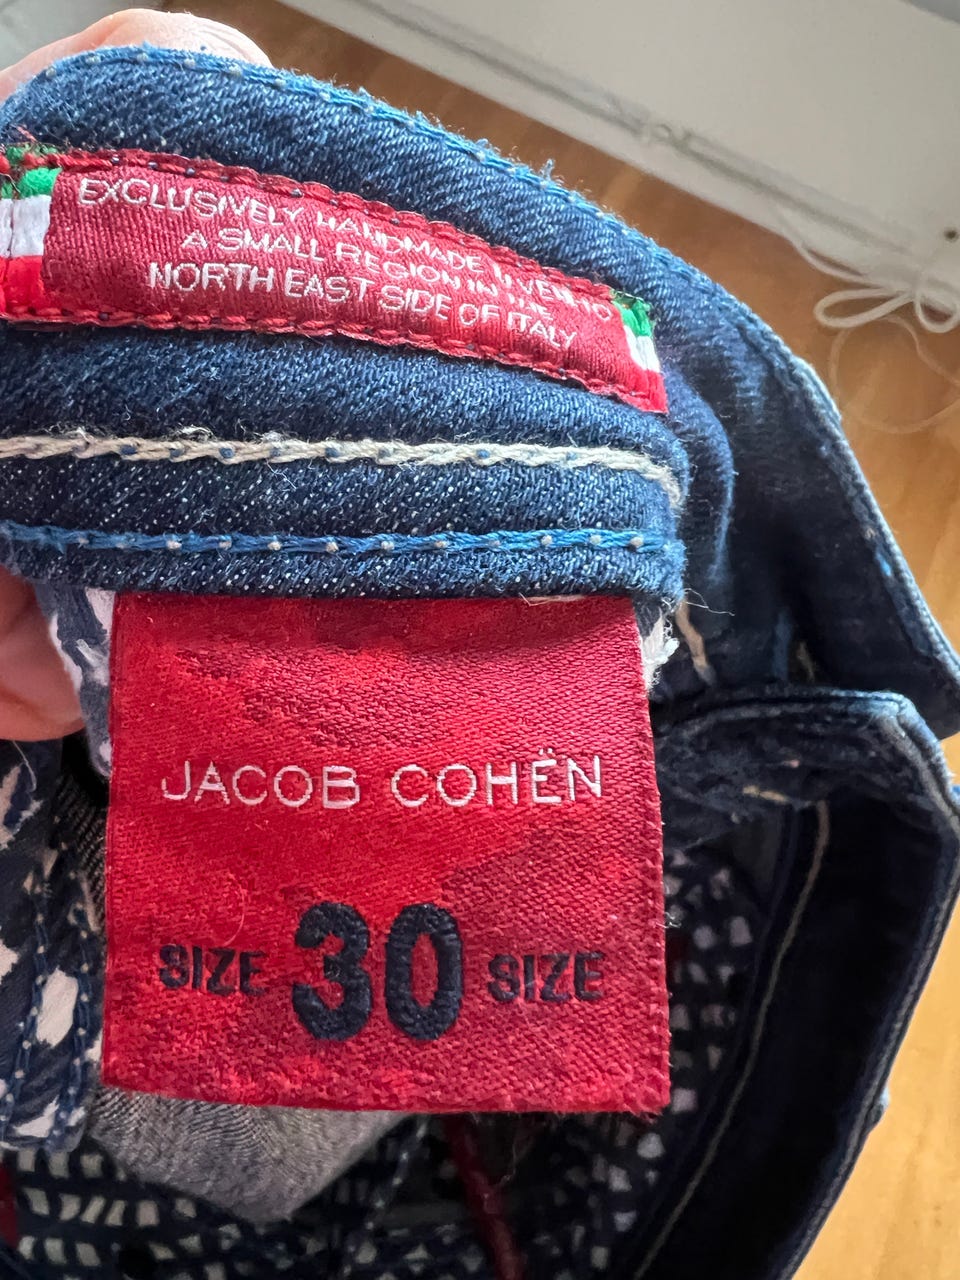 EXCLUSIVELY HANDMADE IN VENETO
A SMALL REGION IN THE
NORTH EAST SIDE OF ITALY
JACOB COHËN
SIZE 30 SIZE